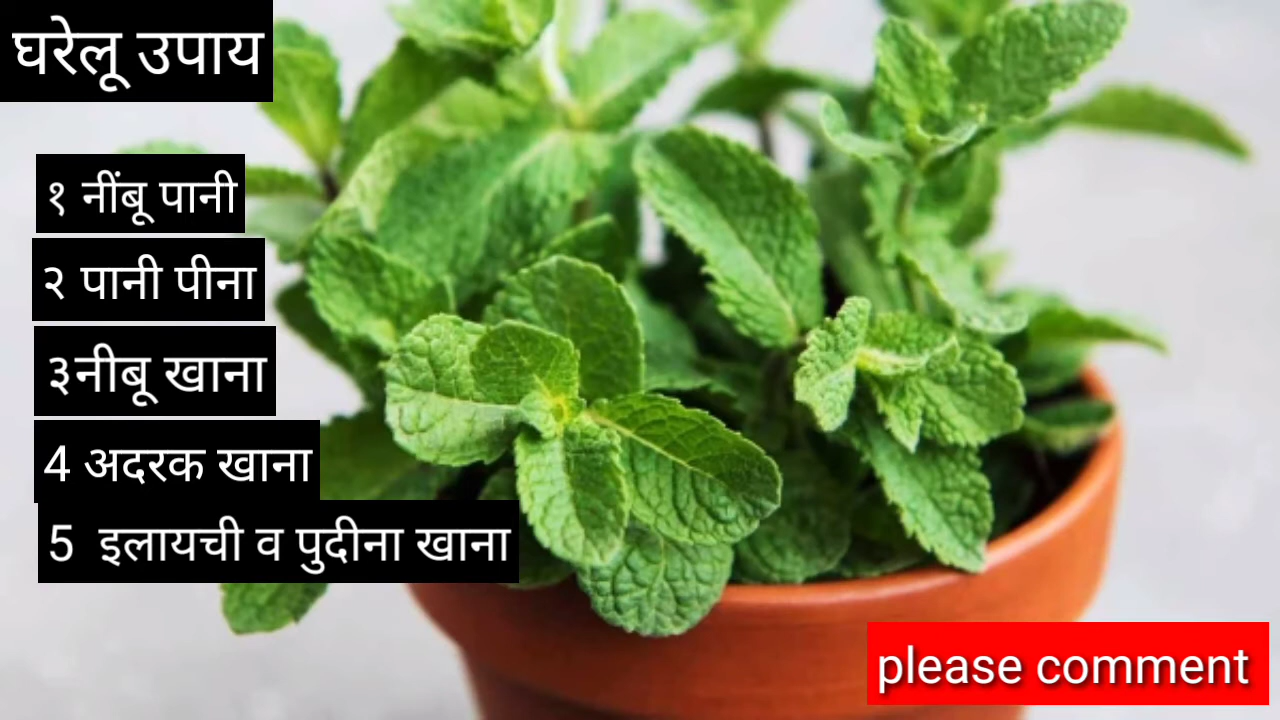 घरेलू उपाय
१ नींबू पानी
२ पानी पीना
३नीबू खाना
4 अदरक खाना
5 इलायची व पुदीना खाना
please comment